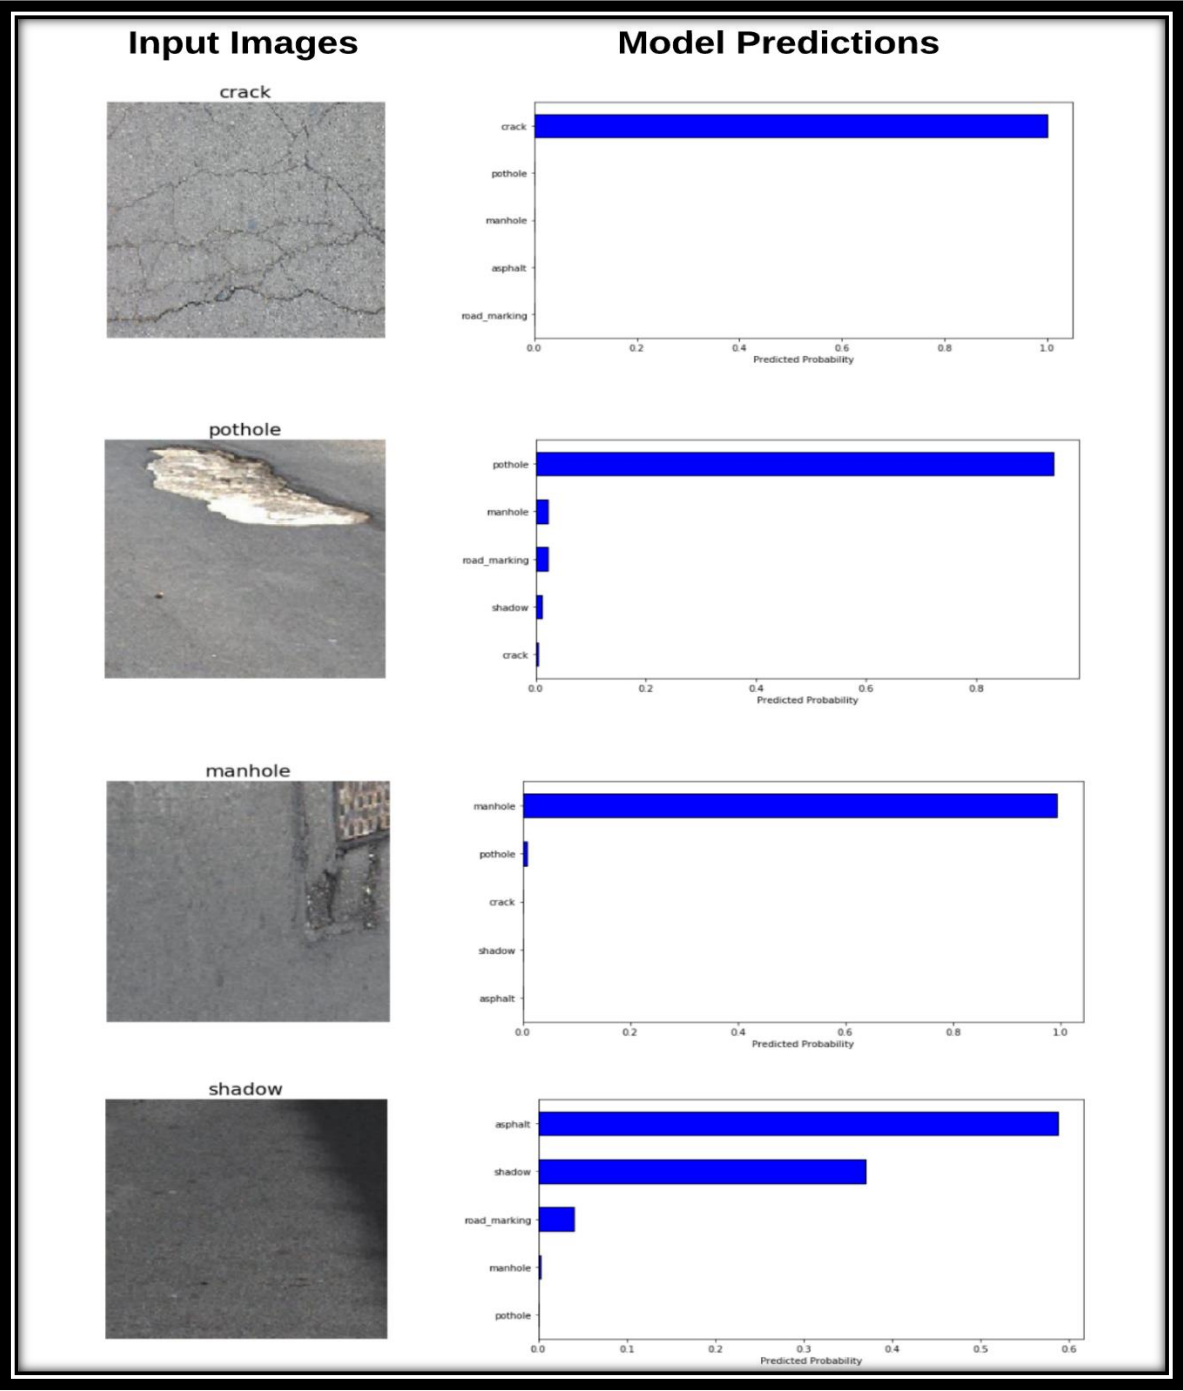 Input Images
Model Predictions
crack
crack
pothole
manhole
asphalt
road_marking
0.0 0.2 0.4 0.6 0.8 1.0
Predicted Probability
pothole
pothole
manhole
road_marking
shadow
crack
0.0 0.2 0.4 0.6 0.8
Predicted Probability
manhole
manhole
pothole
crack
shadow
asphalt
0.0 0.2 0.4 0.6 0.8 1.0
Predicted Probability
shadow
asphalt
shadow
road_marking
manhole
pothole
0.0 0.1 0.2 0.3 0.4 0.5 0.6
Predicted Probability